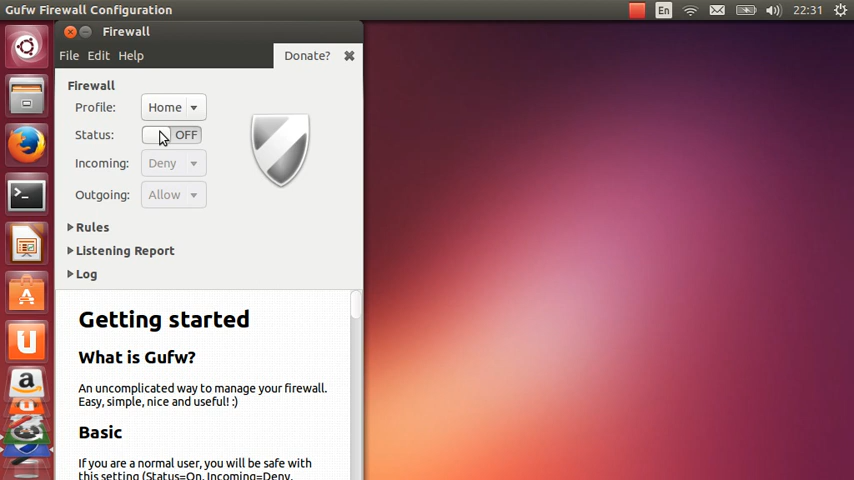 Gufw Firewall Configuration
En
22:31
Firewall
File Edit Help
Donate?
Firewall
Profile: Home
Status: OFF
Incoming: Deny
Outgoing: Allow
Rules
Listening Report
Log
Getting started
What is Gufw?
An uncomplicated way to manage your firewall.
Easy, simple, nice and useful! :)
Basic
If you are a normal user, you will be safe with
this setting (Status=On, Incoming=Deny,